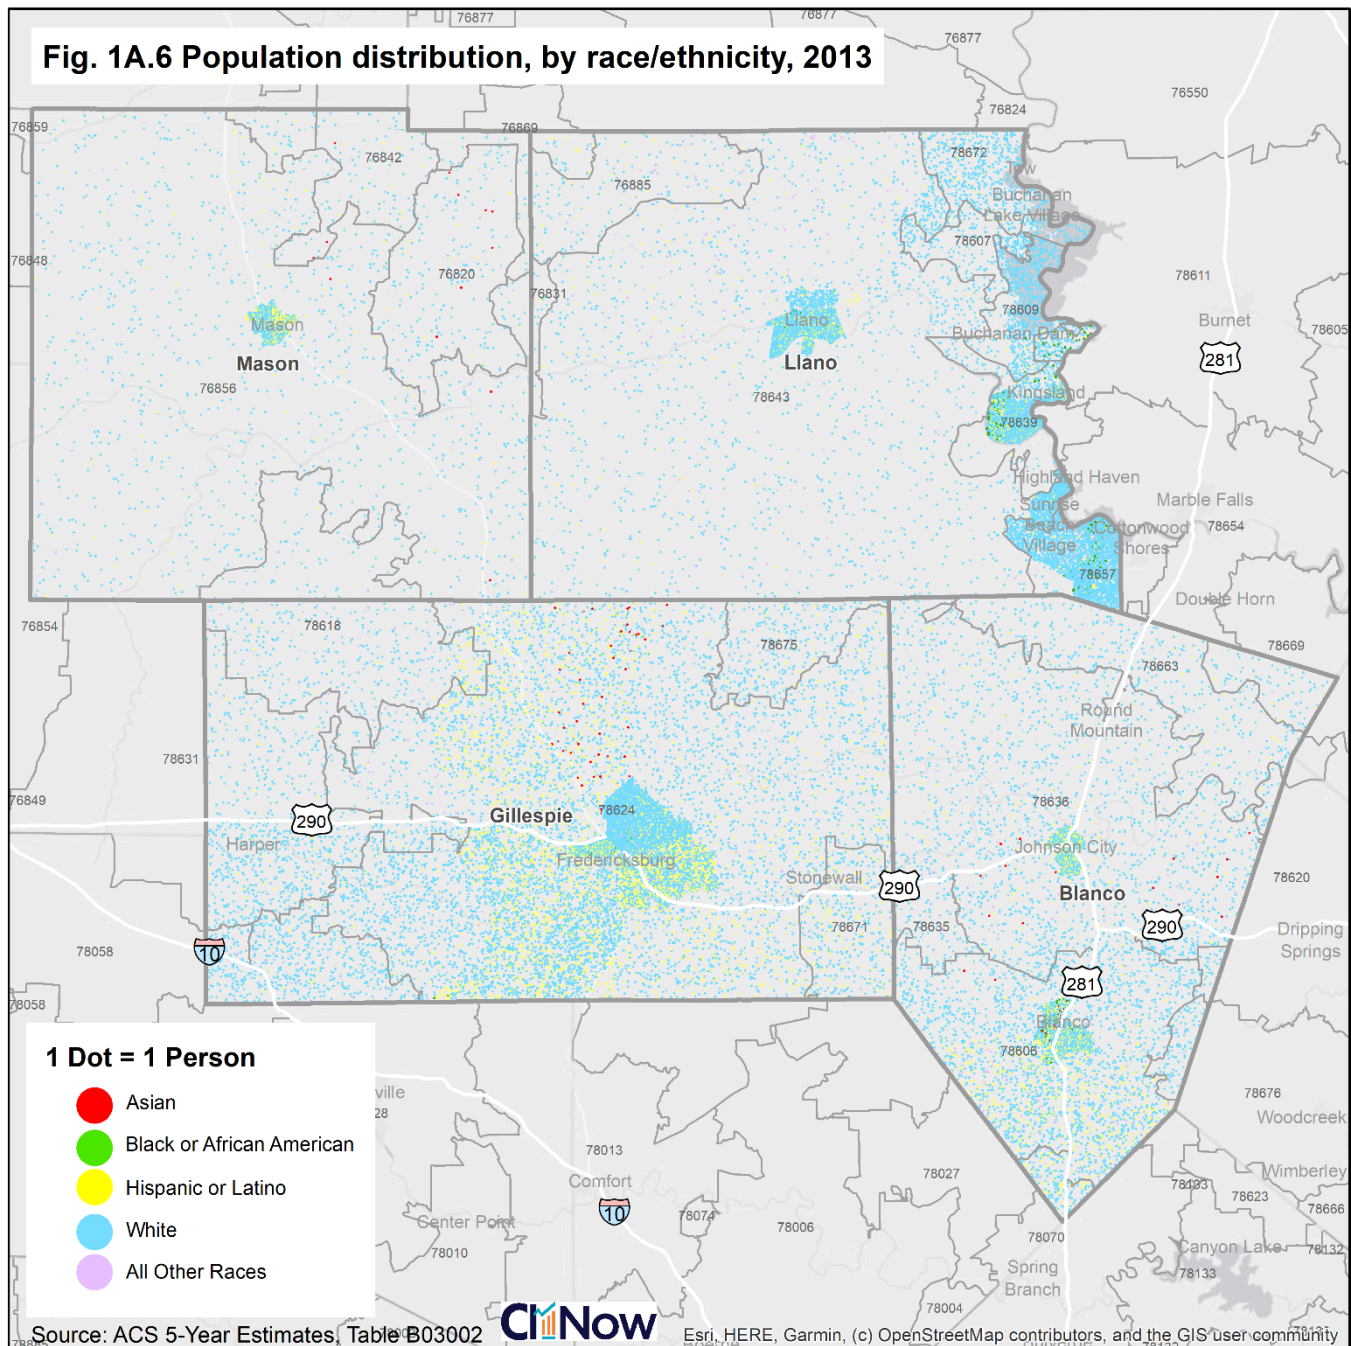 76877
76877
Fig. 1A.6 Population distribution, by race/ethnicity, 2013
76877
76550
76824
76859
76869
76842
78672
Tow
76885
Buchanan
Lake Village
78607
76848
76820
78611
76831
78609
Mason
Llano
Burnet
78605
Buchanan Dam
281
Mason
Llano
76856
78643
Kingsland
78639
Highland Haven
Sunrise
Beach
Village
Marble Falls
Cottonwood
Shores
78654
78657
Double Horn
76854
78618
78675
78669
78663
Round
Mountain
78631
76849
78624
78636
290
Gillespie
Harper
Fredericksburg
Johnson City
Stonewall
290
Blanco
78620
78671
78635
290
Dripping
Springs
78058
10
281
78058
Blanco
78606
1 Dot = 1 Person
Asian
Black or African American
Hispanic or Latino
White
All Other Races
ville
28
78676
Woodcreek
78013
78027
Wimberley
Comfort
78133
78623
78666
10
78074
Center Point
78006
78010
78070
Canyon Lake
78132
78133
Spring
Branch
78004
Source: ACS 5-Year Estimates, Table B03002
CINow
Esri, HERE, Garmin, (c) OpenStreetMap contributors, and the GIS user community